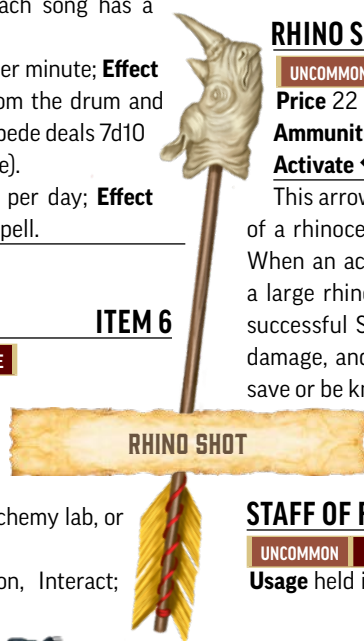 ach song has a
er minute; Effect
om the drum and
pede deals 7d10
e).
per day; Effect
pell.
ITEM 6
E
chemy lab, or
on, Interact;
RHINO SHOT
RHINO S
UNCOMMON
Price 22
Ammunit
Activate
This arrow
of a rhinoce
When an ac
a large rhin
successful S
damage, and
save or be kn
STAFF OF
UNCOMMON
Usage held i